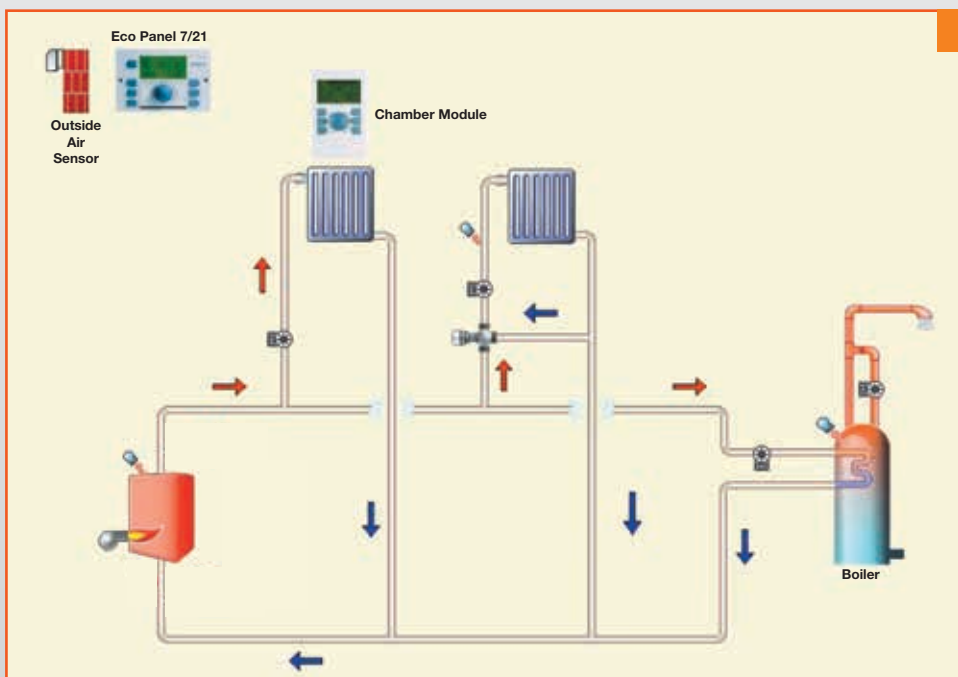 Eco Panel 7/21
Outside
Air
Sensor
Chamber Module
Boiler